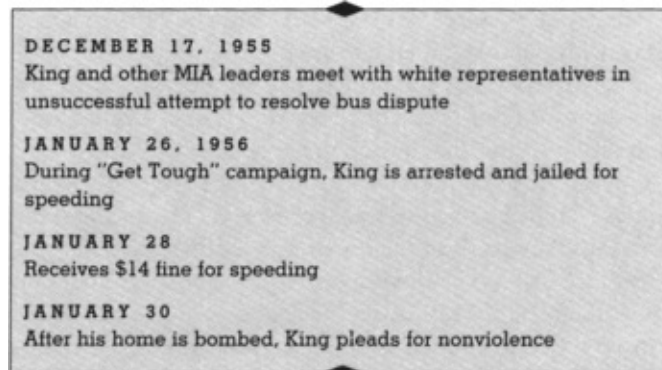 DECEMBER 17, 1955
King and other MIA leaders meet with white representatives in
unsuccessful attempt to resolve bus dispute
JANUARY 26, 1956
During "Get Tough" campaign, King is arrested and jailed for
speeding
JANUARY 28
Receives $14 fine for speeding
JANUARY 30
After his home is bombed, King pleads for nonviolence